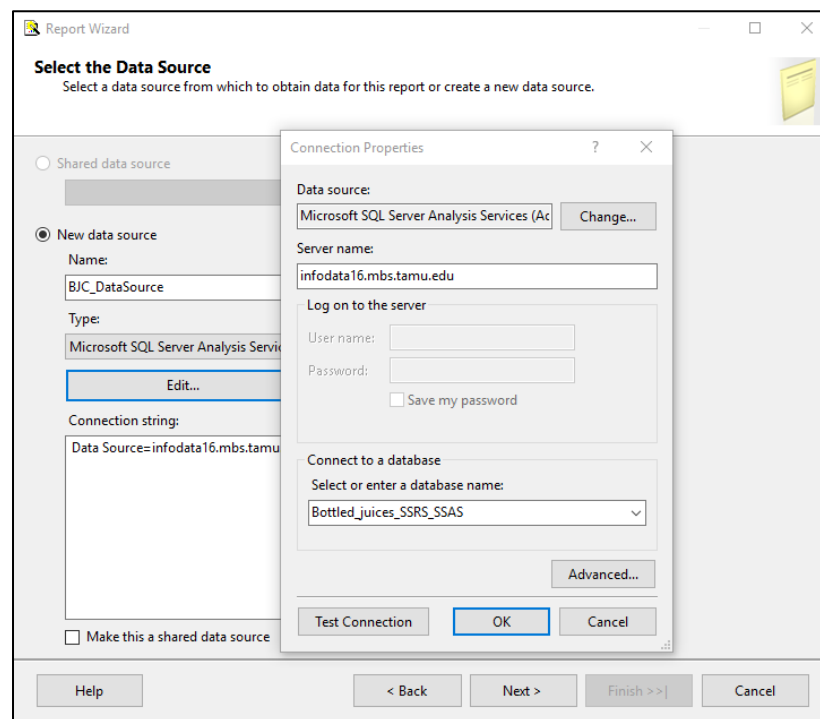 Report Wizard
Select the Data Source
Select a data source from which to obtain data for this report or create a new data source.
Shared data source
New data source
Name:
BJC_DataSource
Type:
Microsoft SQL Server Analysis Servi
Edit...
Connection string:
Data Source=infodata16.mbs.tamu
Make this a shared data source
Connection Properties
?
Data source:
Microsoft SQL Server Analysis Services (Ac
Change...
Server name:
infodata16.mbs.tamu.edu
Log on to the server
User name:
Password:
Save my password
Connect to a database
Select or enter a database name:
Bottled_juices_SSRS_SSAS
Advanced...
Test Connection
OK
Cancel
Help
< Back
Next >
Finish >>|
Cancel